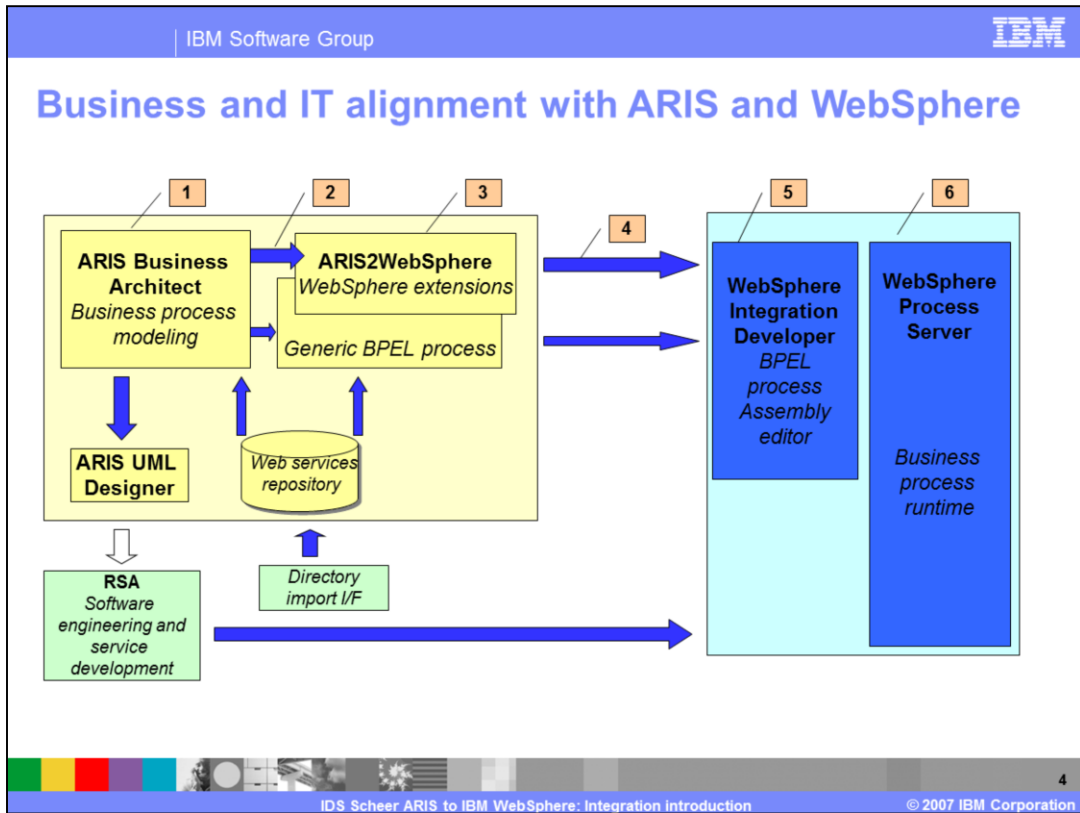 IBM Software Group
IBM
Business and IT alignment with ARIS and WebSphere
1
2
3
4
5
6
ARIS Business
Architect
Business process
modeling
ARIS2WebSphere
WebSphere extensions
Generic BPEL process
ARIS UML
Designer
Web services
repository
RSA
Software
engineering and
service
development
Directory
import I/F
WebSphere
Integration
Developer
BPEL
process
Assembly
editor
WebSphere
Process
Server
Business
process
runtime
4
IDS Scheer ARIS to IBM WebSphere: Integration introduction
© 2007 IBM Corporation